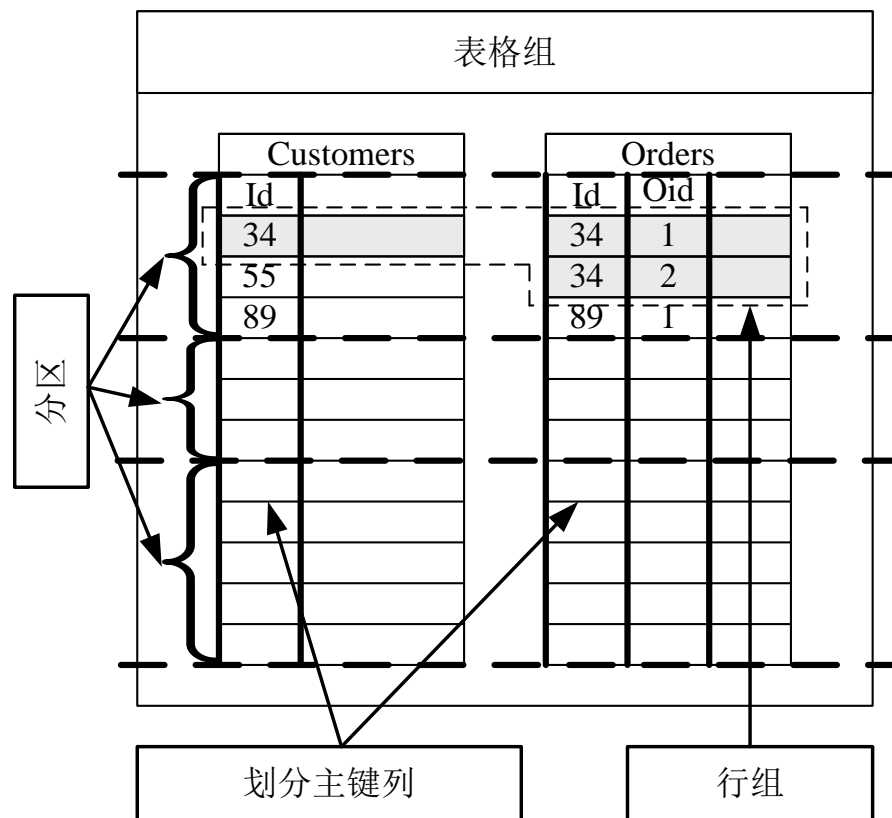 表格组
Customers
Orders
Id
Id Oid
34
34 1
55
34 2
89
89 1
分区
划分主键列
行组